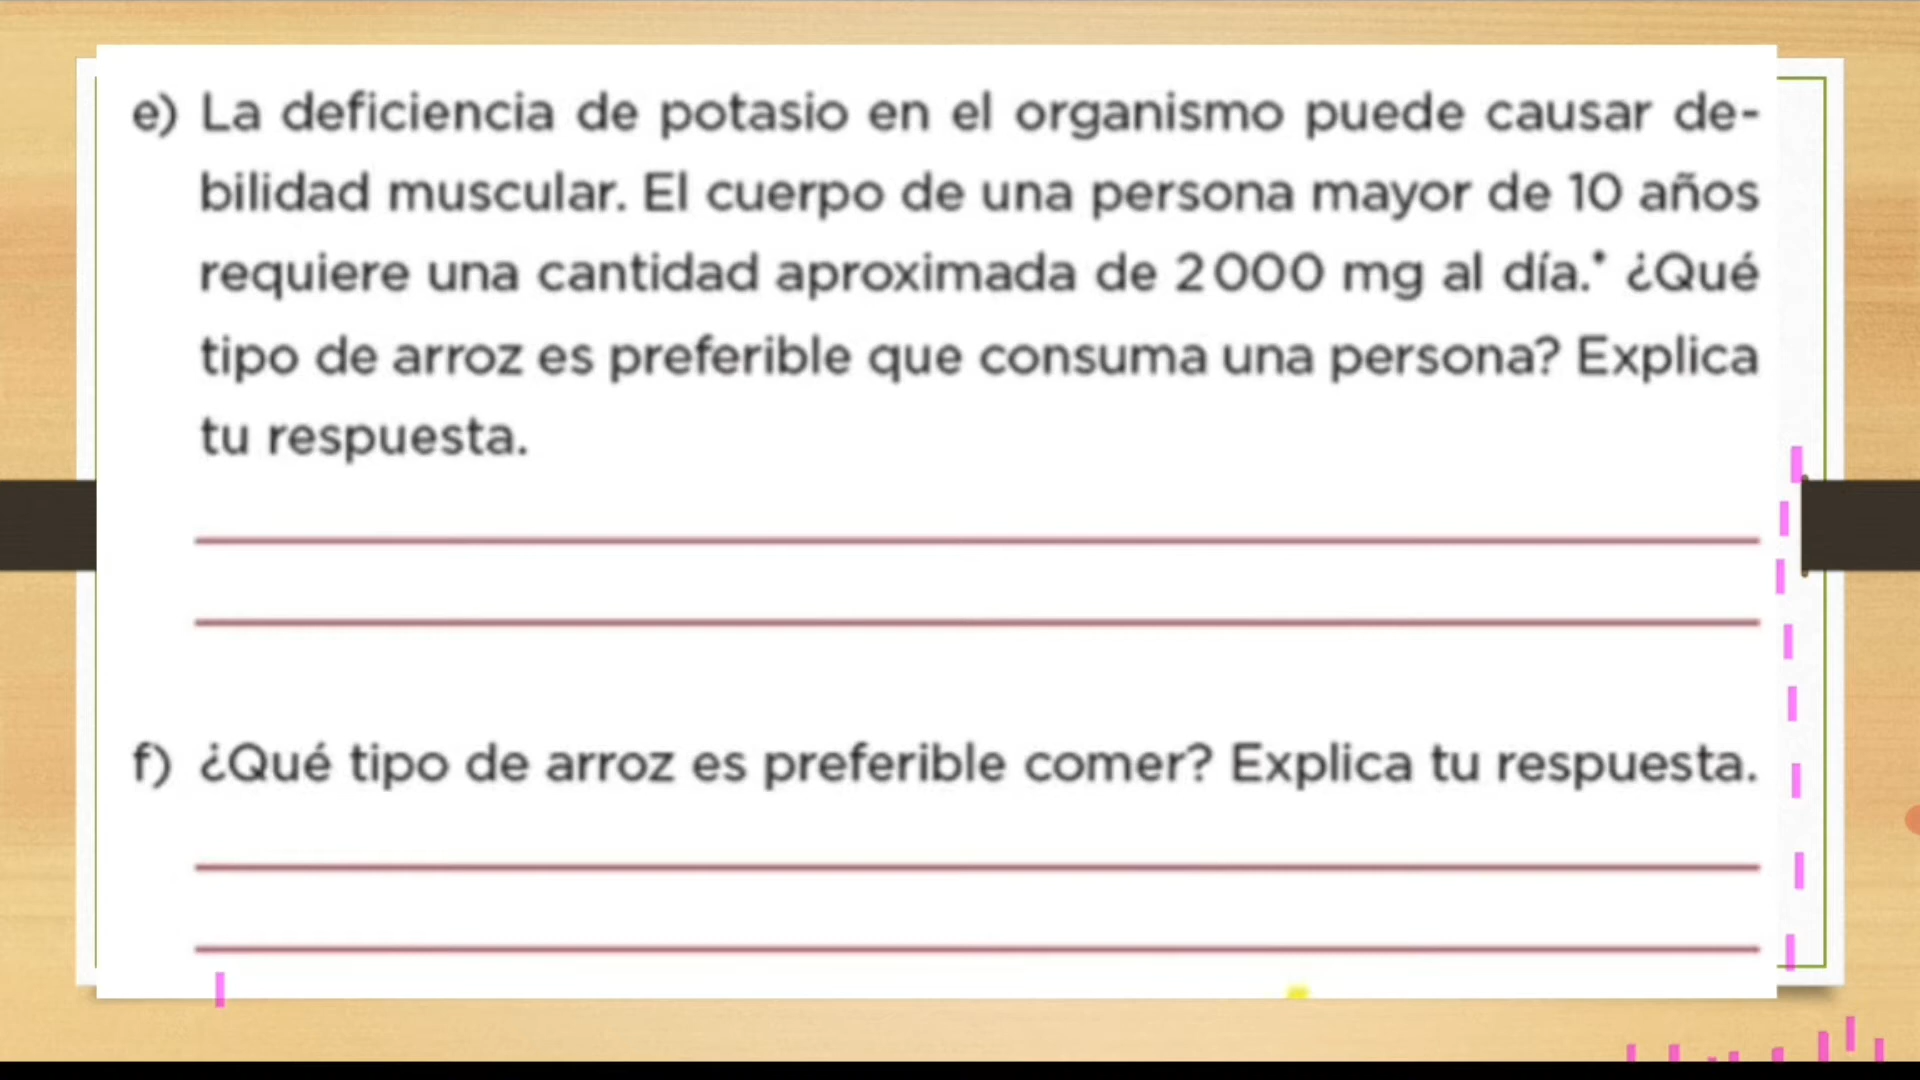 e) La deficiencia de potasio en el organismo puede causar de-
bilidad muscular. El cuerpo de una persona mayor de 10 años
requiere una cantidad aproximada de 2 000 mg al día.* ¿Qué
tipo de arroz es preferible que consuma una persona? Explica
tu respuesta.
f) ¿Qué tipo de arroz es preferible comer? Explica tu respuesta.